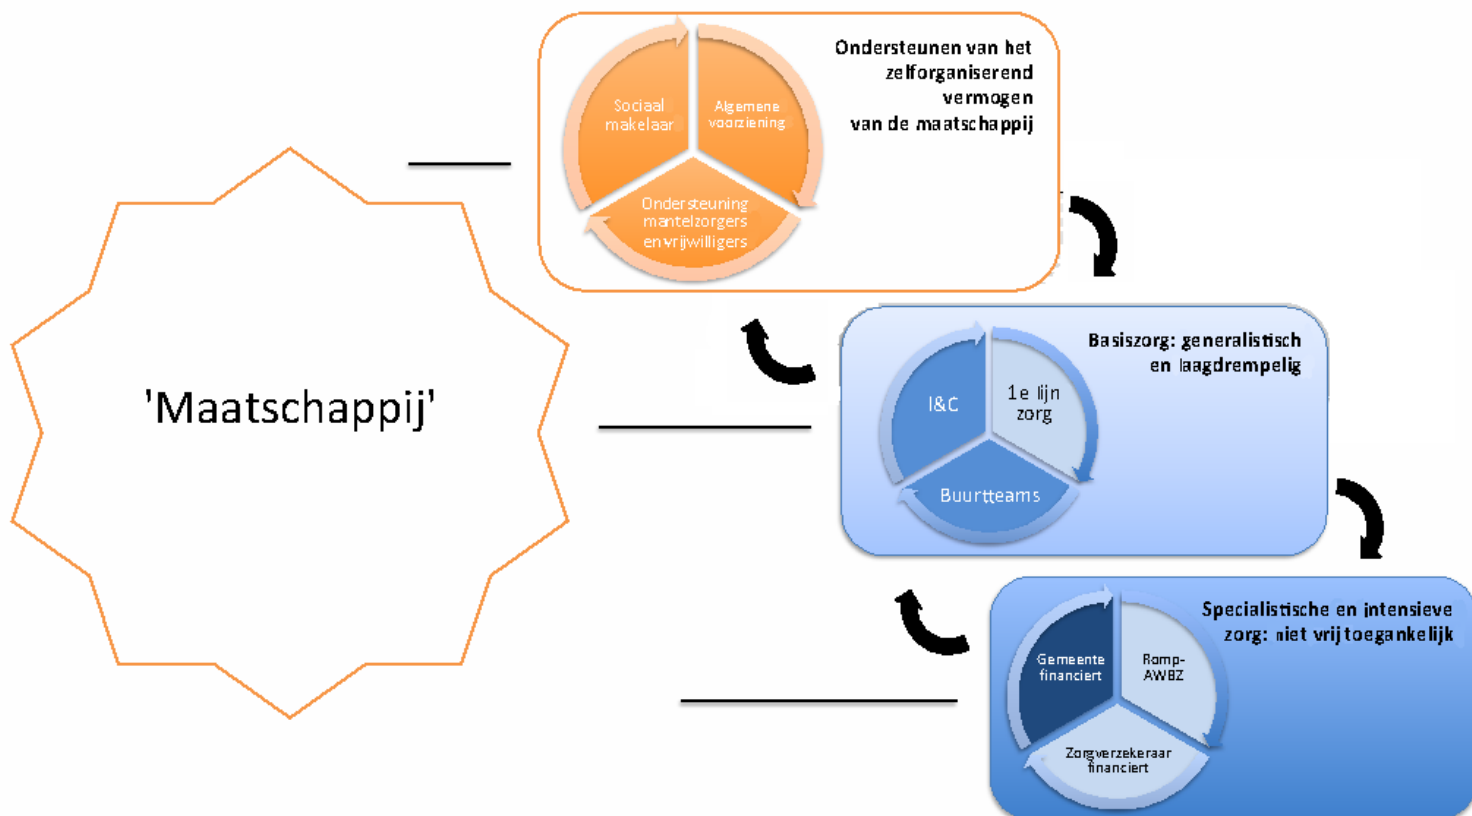 Ondersteunen van het
zelforganiserend
vermogen
van de maatschappij
Sociaal
makelaar
Algemene
voorziening
Ondersteuning
mantelzorgers
en vrijwilligers
'Maatschappij'
Basiszorg: generalistisch
en laagdrempelig
I&C
1e lijn
zorg
Buurtteams
Specialistische en intensieve
zorg: niet vrij toegankelijk
Gemeente
financiert
Romp-
AWBZ
Zorgverzekeraar
financiert